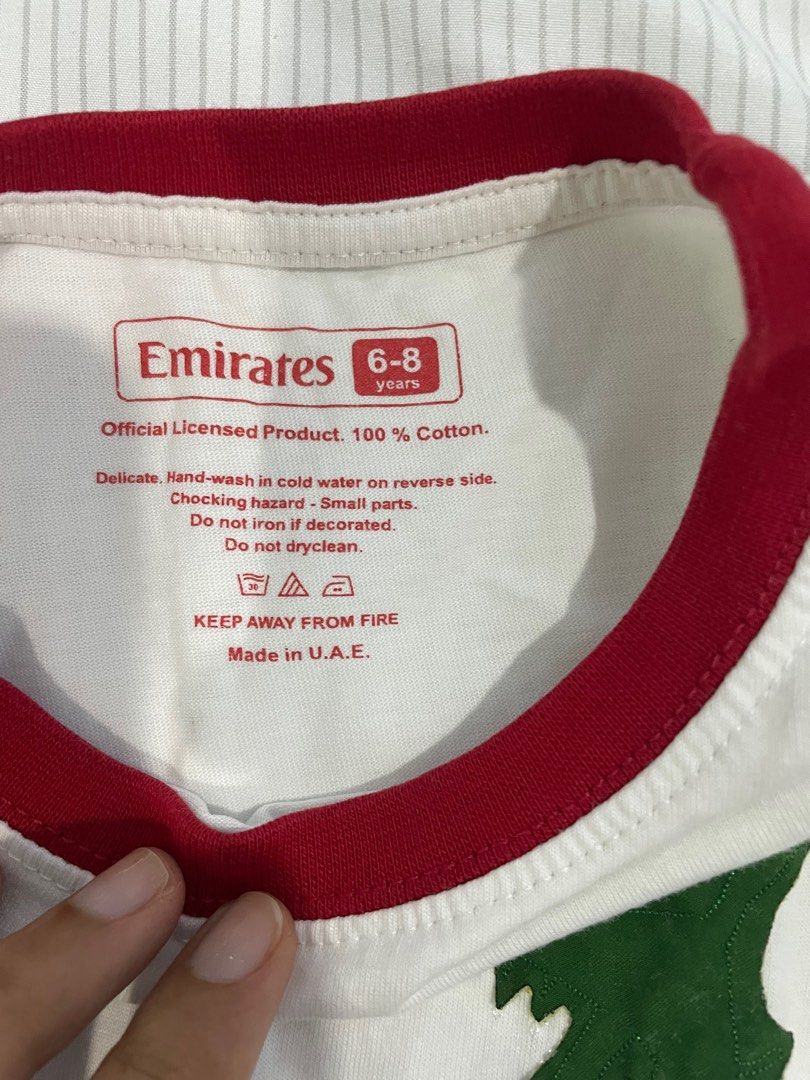 Emirates 6-8 years
Official Licensed Product. 100 % Cotton.
Delicate. Hand-wash in cold water on reverse side.
Chocking hazard - Small parts.
Do not iron if decorated.
Do not dryclean.
30
KEEP AWAY FROM FIRE
Made in U.A.E.